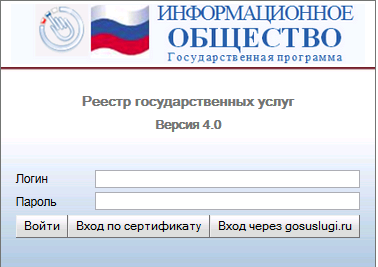 ИНФОРМАЦИОННОЕ
ОБЩЕСТВО
Государственная программа
Реестр государственных услуг
Версия 4.0
Логин
Пароль
Войти Вход по сертификату Вход через gosuslugi.ru